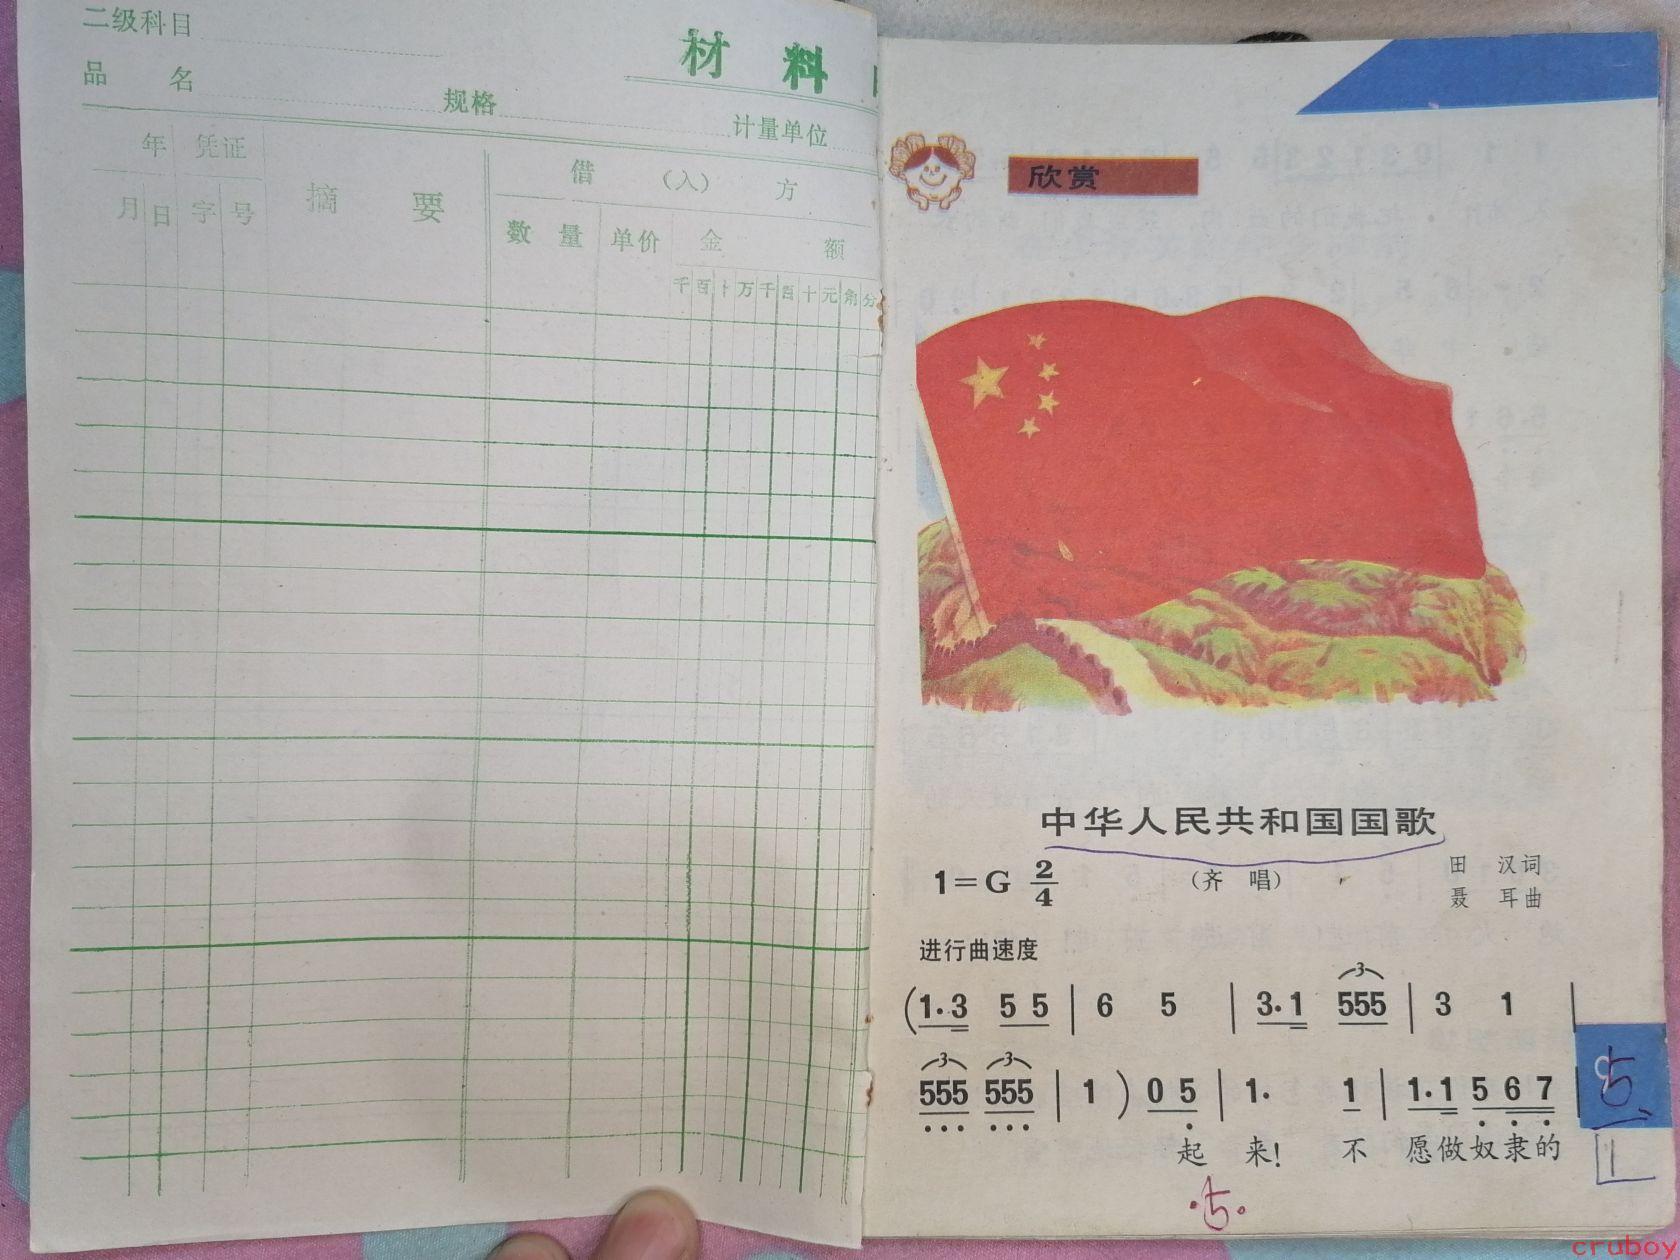 二级科目
材 料
品 名
规格
计量单位
年 凭证
摘 要
借 (入) 方
月 日 字 号
数 量 单价 金 额
千 百 十 万 千 百 十 元 角 分
欣赏
中华人民共和国国歌
1=G 2/4
(齐 唱)
田 汉词
聂 耳曲
进行曲速度
(1·3 5 5 | 6 5 | 3·1 555 | 3 1 |
3 3 3
555 555 | 1 ) 0 5 | 1· 1 | 1·1 5 6 7 |
起 来! 不 愿做奴隶的
cruboy